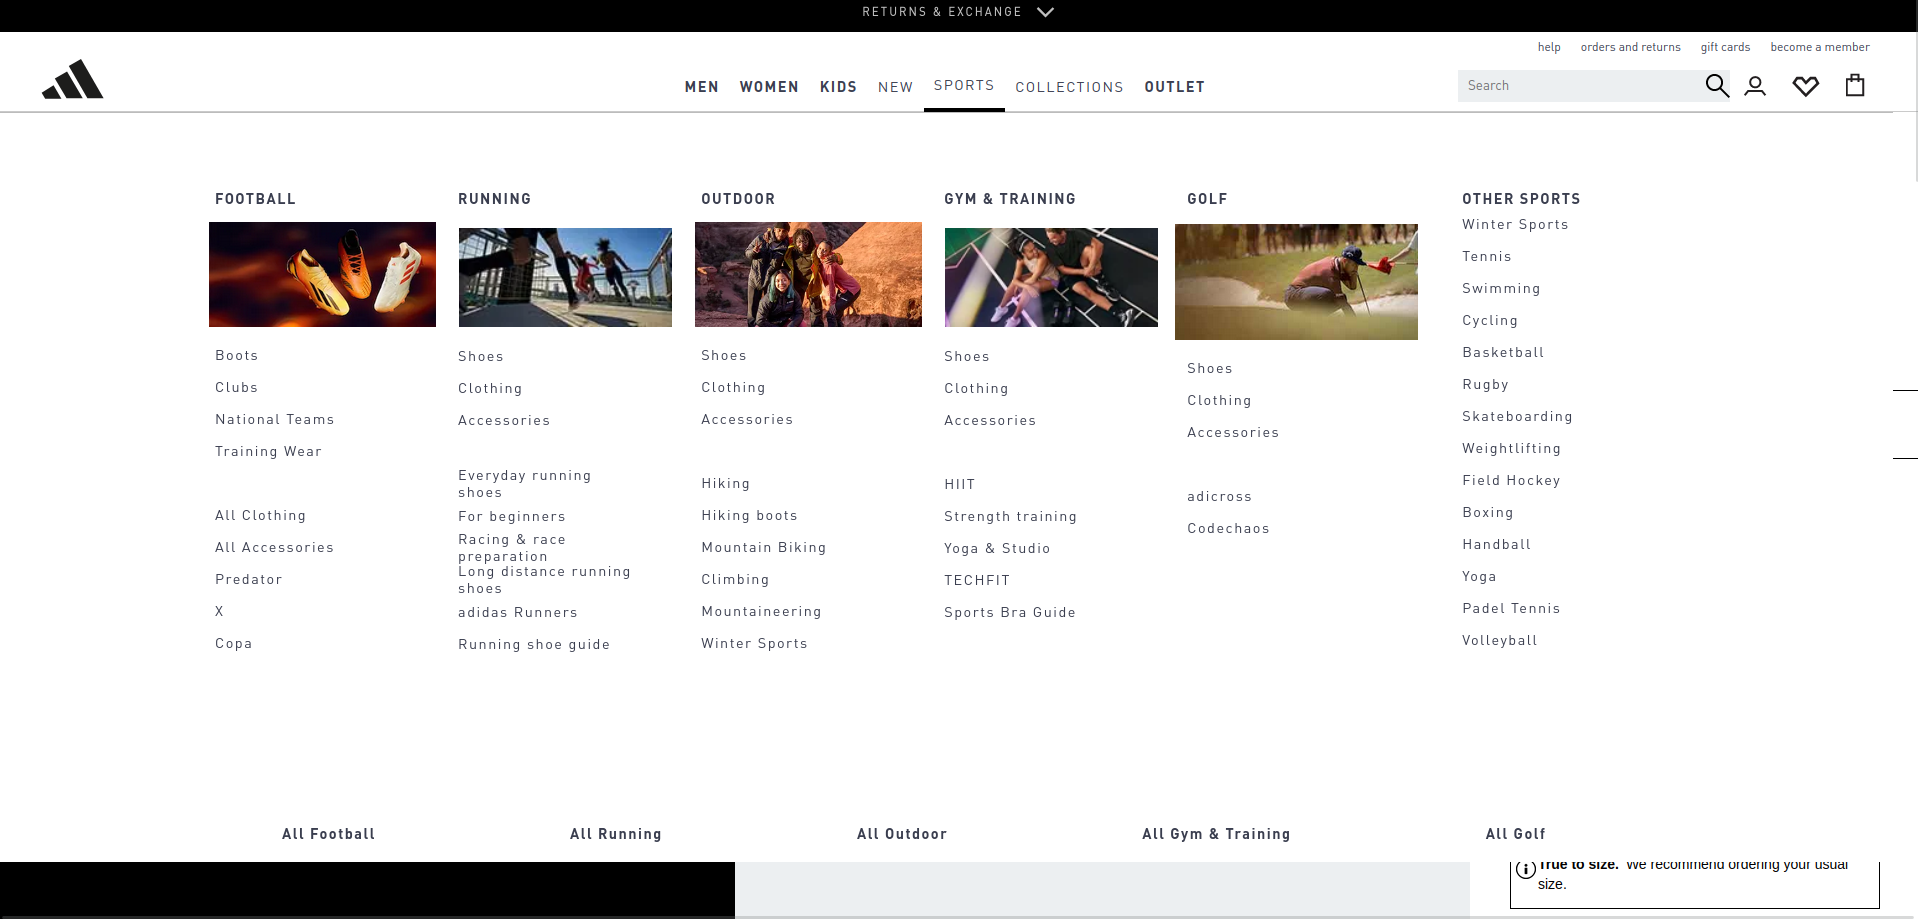 RETURNS & EXCHANGE
help orders and returns gift cards become a member
MEN WOMEN KIDS NEW SPORTS COLLECTIONS OUTLET
Search
FOOTBALL
Boots
Clubs
National Teams
Training Wear
All Clothing
All Accessories
Predator
X
Copa
RUNNING
Shoes
Clothing
Accessories
Everyday running
shoes
For beginners
Racing & race
preparation
Long distance running
shoes
adidas Runners
Running shoe guide
OUTDOOR
Shoes
Clothing
Accessories
Hiking
Hiking boots
Mountain Biking
Climbing
Mountaineering
Winter Sports
GYM & TRAINING
Shoes
Clothing
Accessories
HIIT
Strength training
Yoga & Studio
TECHFIT
Sports Bra Guide
GOLF
Shoes
Clothing
Accessories
adicross
Codechaos
OTHER SPORTS
Winter Sports
Tennis
Swimming
Cycling
Basketball
Rugby
Skateboarding
Weightlifting
Field Hockey
Boxing
Handball
Yoga
Padel Tennis
Volleyball
All Football All Running All Outdoor All Gym & Training All Golf
True to size. We recommend ordering your usual
size.